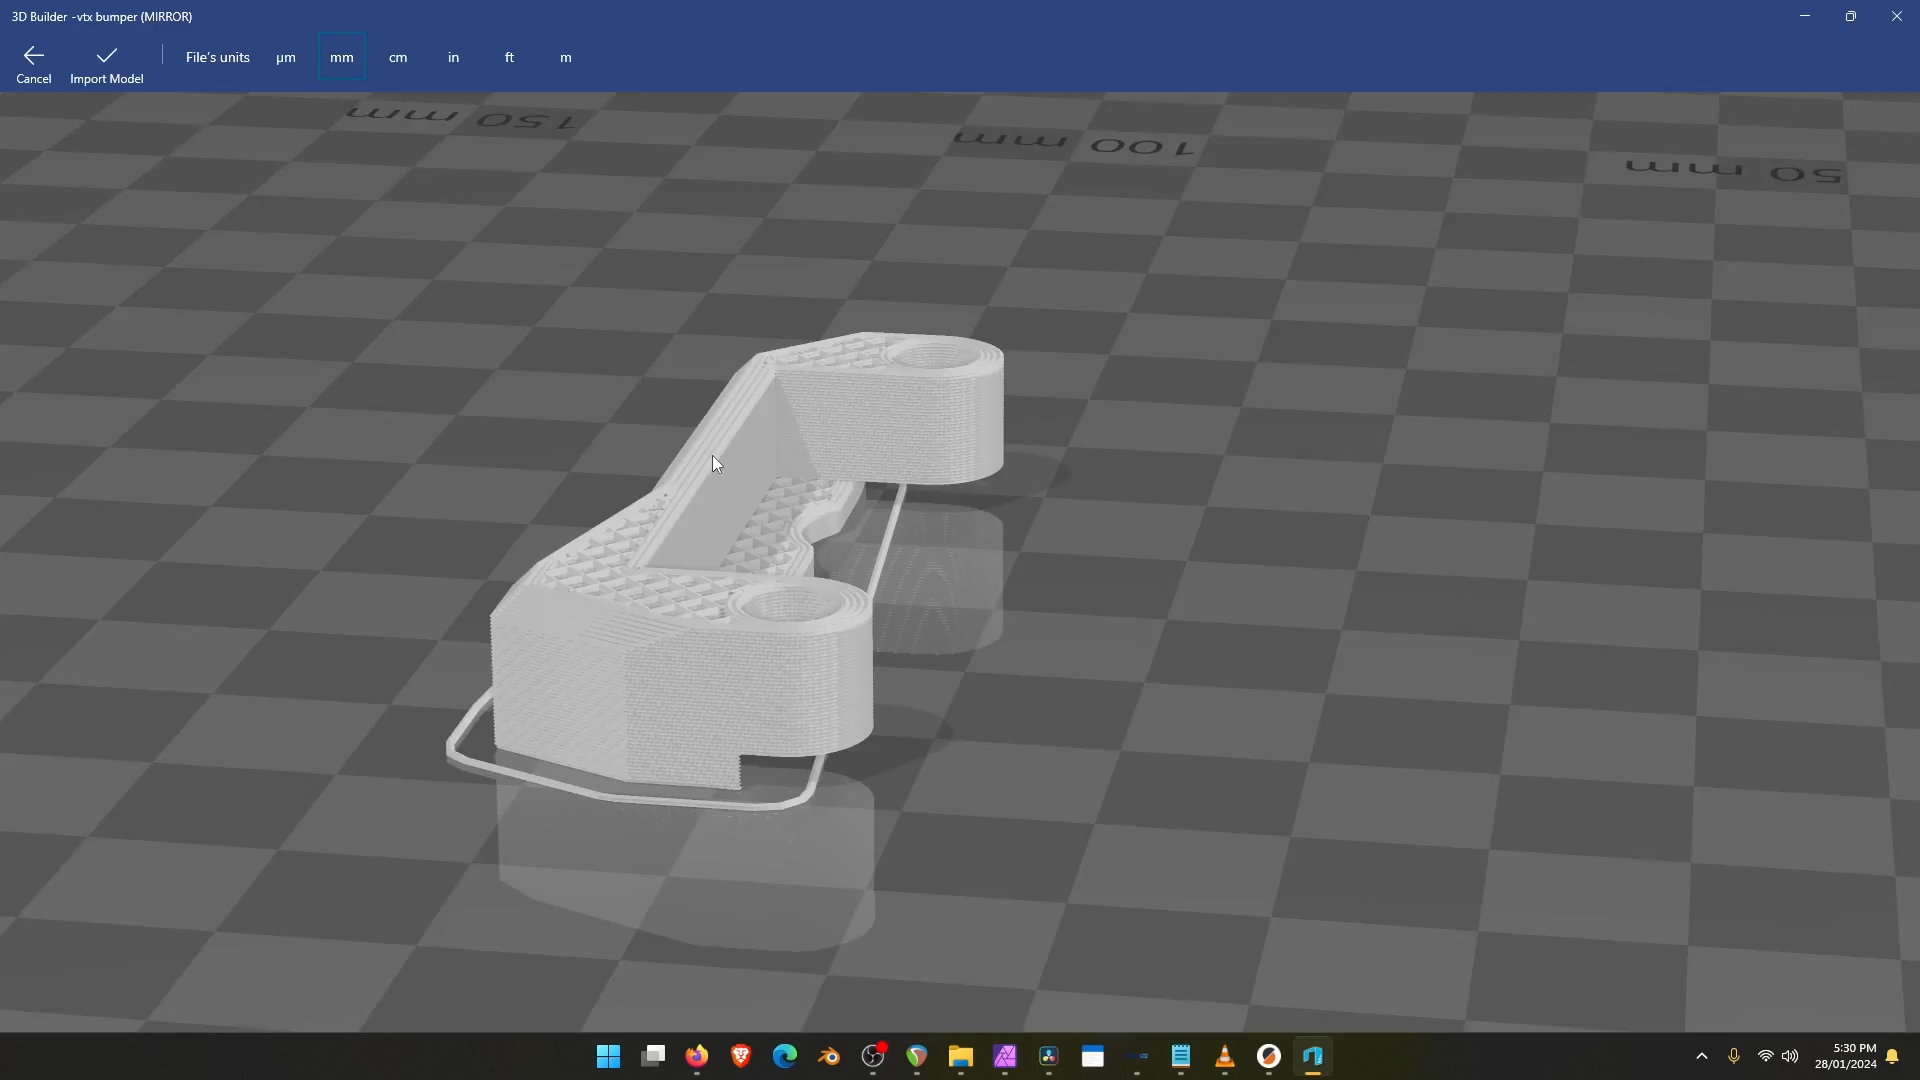 3D Builder -vtx bumper (MIRROR)
Cancel
Import Model
File's units
µm
mm
cm
in
ft
m
150 mm
100 mm
50 mm
5:30 PM
28/01/2024